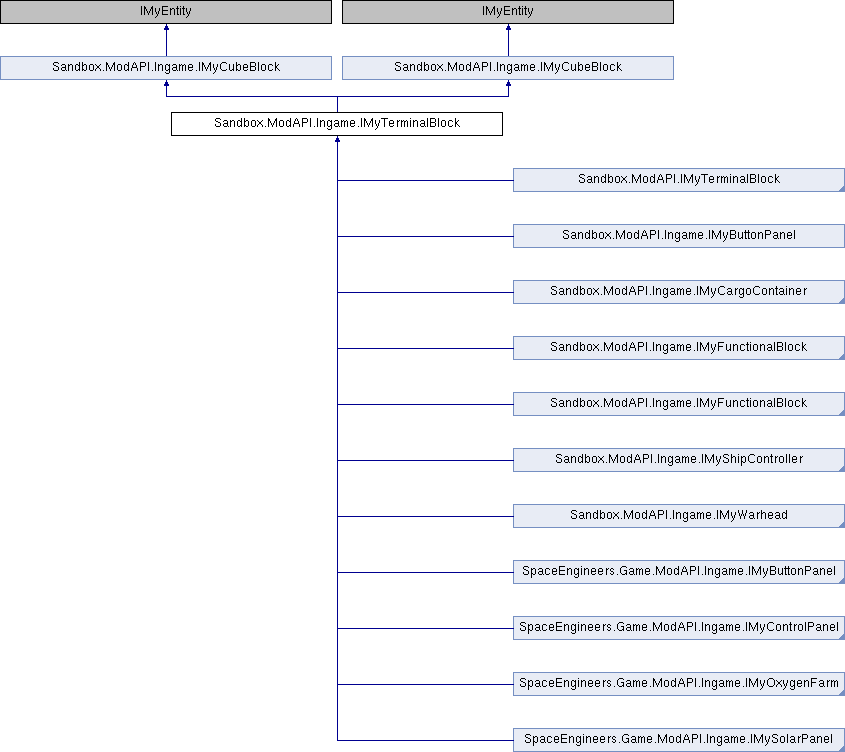 IMyEntity
IMyEntity
Sandbox.ModAPI.Ingame.IMyCubeBlock
Sandbox.ModAPI.Ingame.IMyCubeBlock
Sandbox.ModAPI.Ingame.IMyTerminalBlock
Sandbox.ModAPI.IMyTerminalBlock
Sandbox.ModAPI.Ingame.IMyButtonPanel
Sandbox.ModAPI.Ingame.IMyCargoContainer
Sandbox.ModAPI.Ingame.IMyFunctionalBlock
Sandbox.ModAPI.Ingame.IMyFunctionalBlock
Sandbox.ModAPI.Ingame.IMyShipController
Sandbox.ModAPI.Ingame.IMyWarhead
SpaceEngineers.Game.ModAPI.Ingame.IMyButtonPanel
SpaceEngineers.Game.ModAPI.Ingame.IMyControlPanel
SpaceEngineers.Game.ModAPI.Ingame.IMyOxygenFarm
SpaceEngineers.Game.ModAPI.Ingame.IMySolarPanel